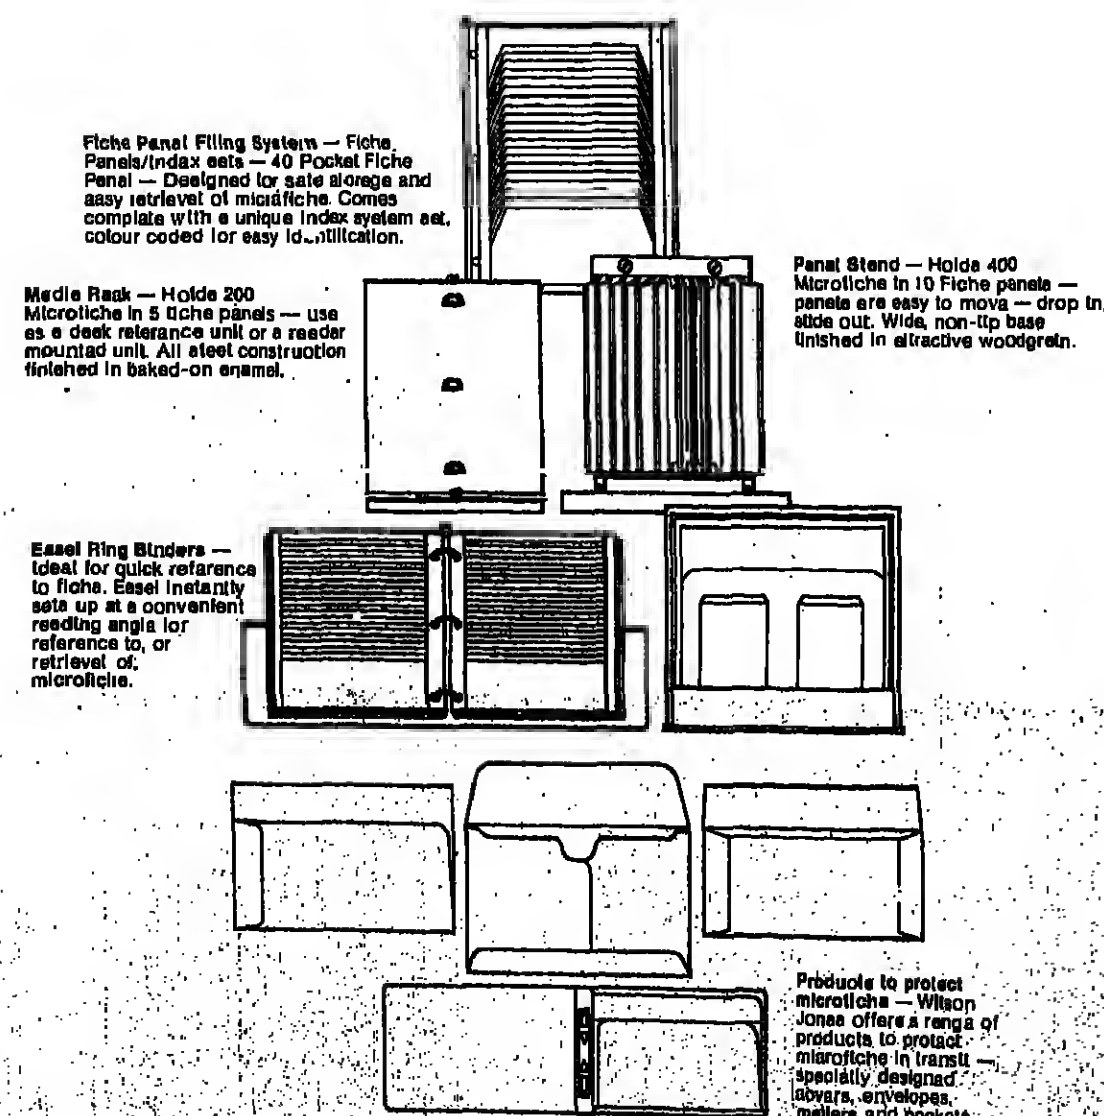 Fiche Panel Filing System — Fiche
Panels/Index sets — 40 Pocket Fiche
Panel — Designed for safe storage and
easy retrieval of microfiche. Comes
complete with a unique index system set,
colour coded for easy identification.
Media Rack — Holds 200
Microfiche in 5 fiche panels — use
as a desk reference unit or a reader
mounted unit. All steel construction
finished in baked-on enamel.
Panel Stand — Holds 400
Microfiche in 10 Fiche panels —
panels are easy to move — drop in,
slide out. Wide, non-tip base
finished in attractive woodgrain.
Easel Ring Binders —
Ideal for quick reference
to fiche. Easel instantly
sets up at a convenient
reading angle for
reference to, or
retrieval of,
microfiche.
Products to protect
microfiche — Wilson
Jones offers a range of
products to protect
microfiche in transit —
specially designed
covers, envelopes,
mailers and pockets